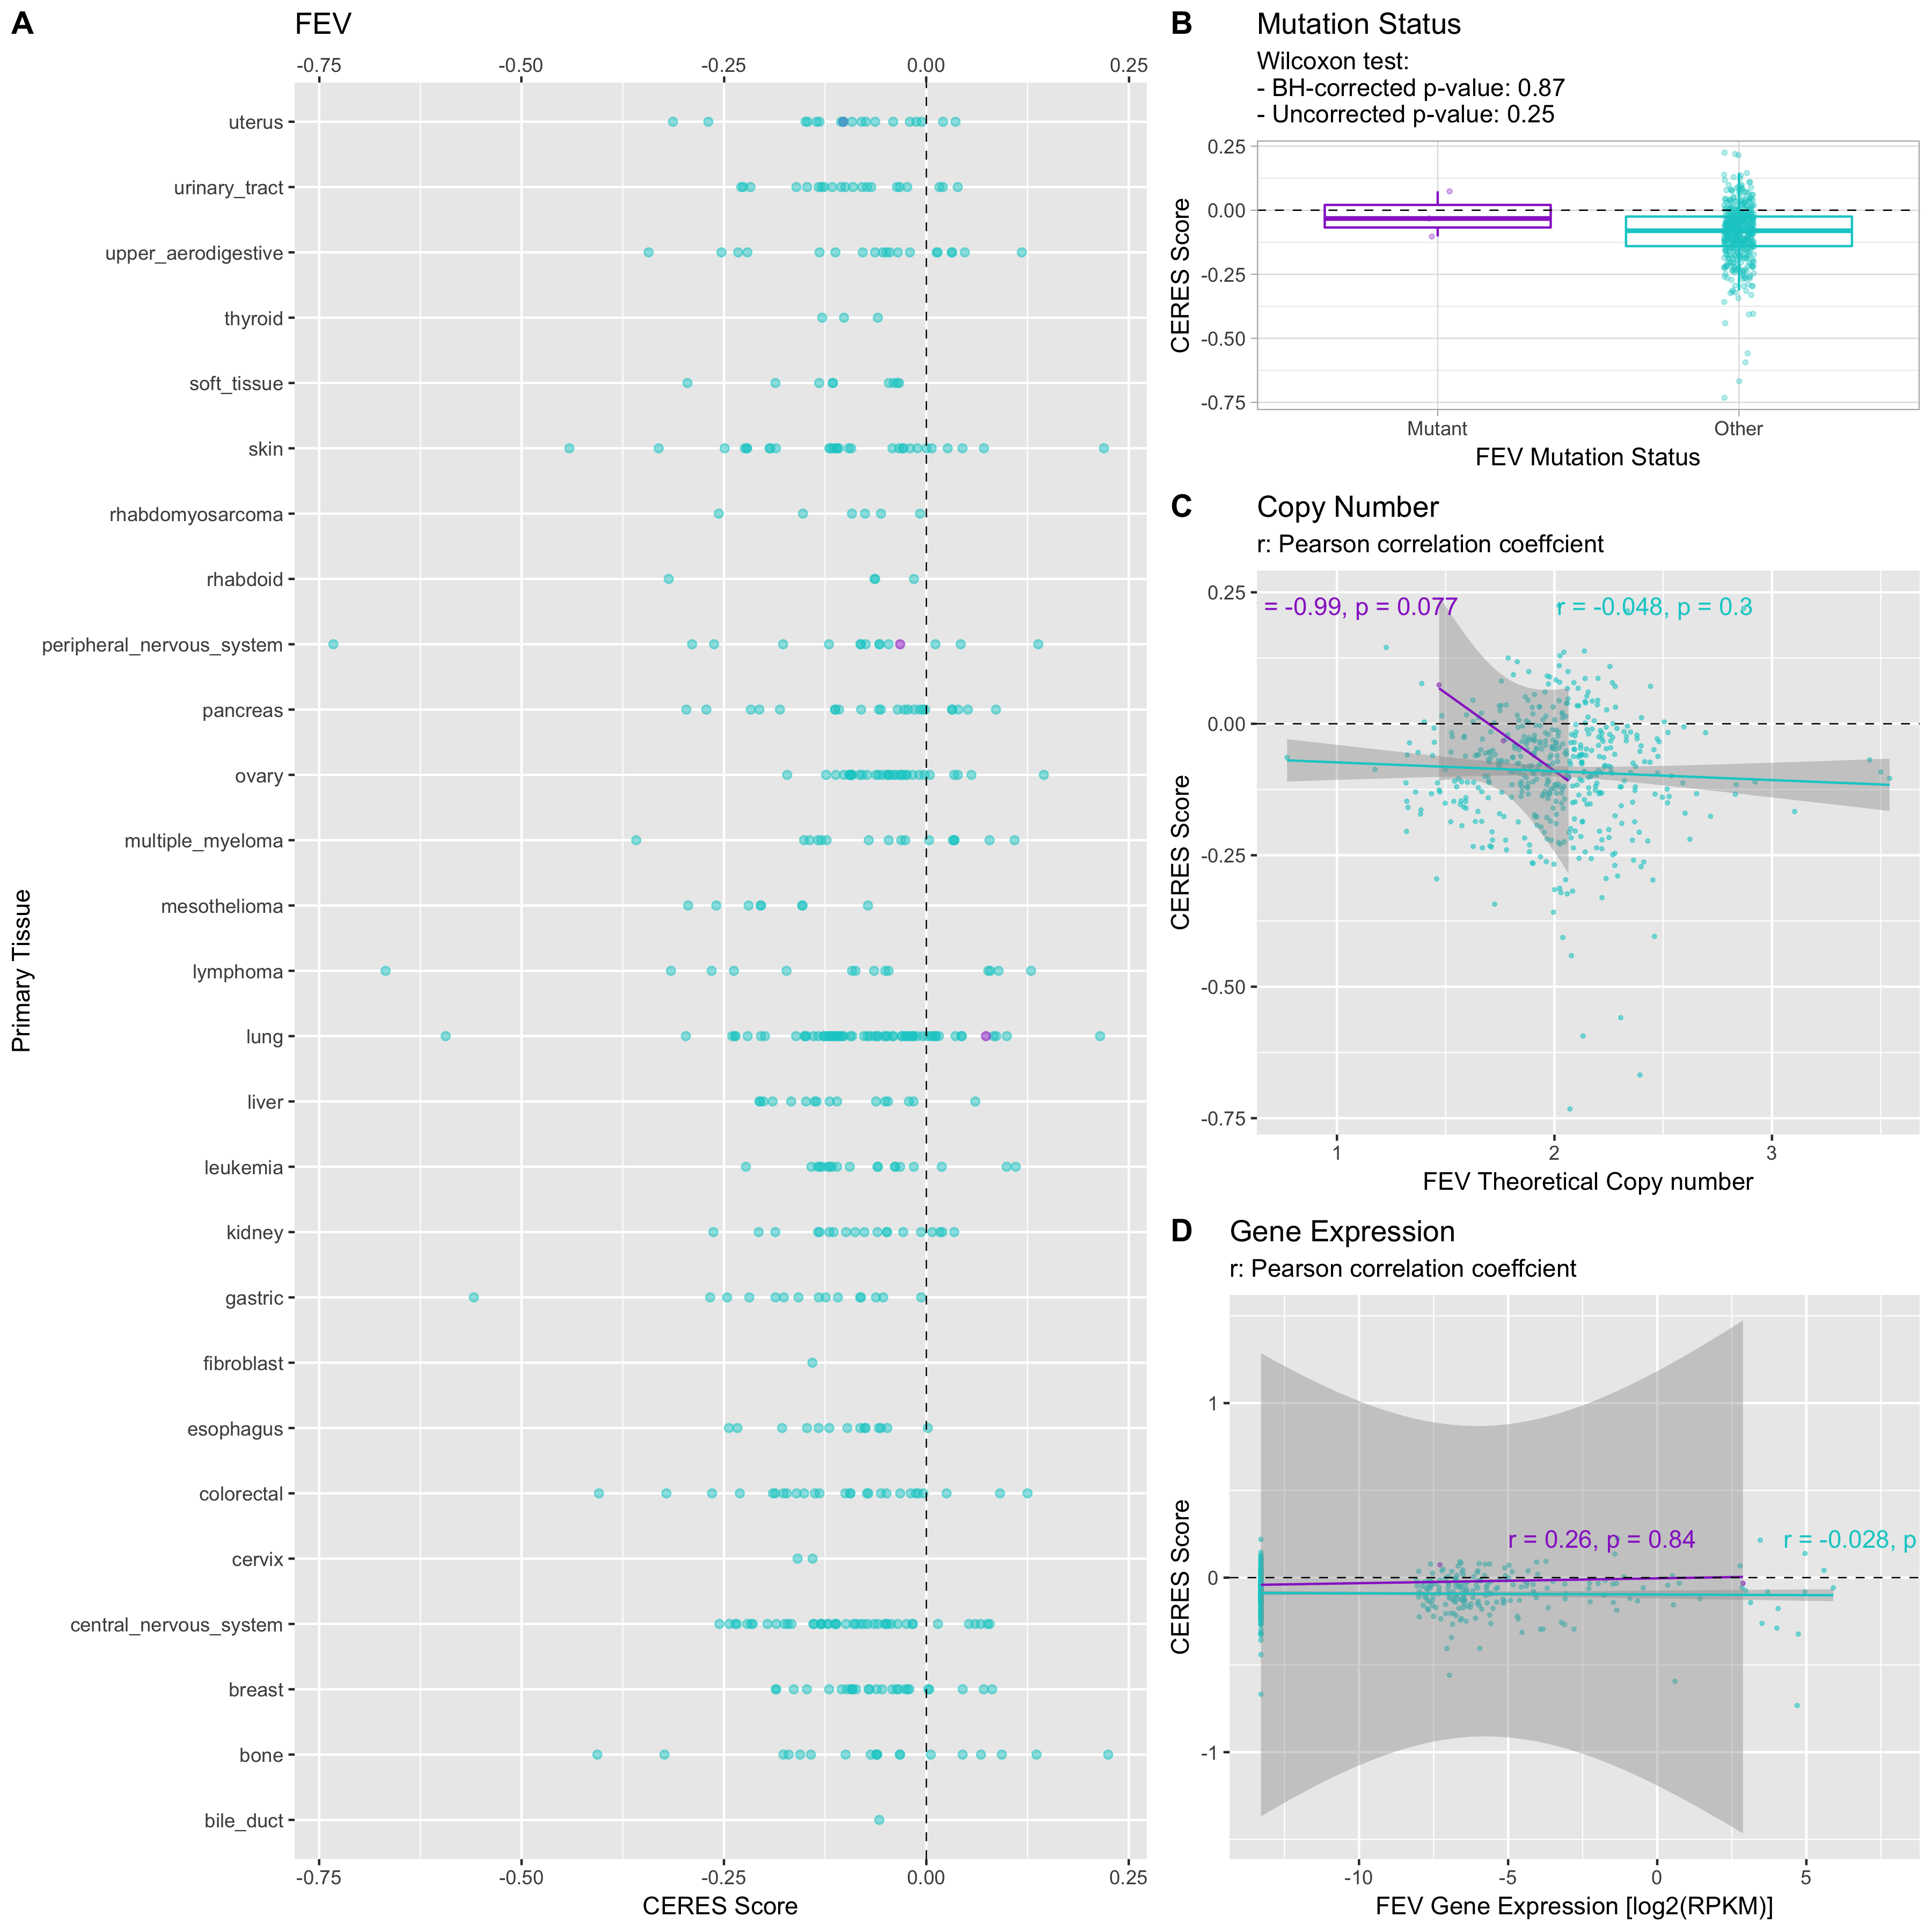 A
FEV
-0.75 -0.50 -0.25 0.00 0.25
Primary Tissue
uterus
urinary_tract
upper_aerodigestive
thyroid
soft_tissue
skin
rhabdomyosarcoma
rhabdoid
peripheral_nervous_system
pancreas
ovary
multiple_myeloma
mesothelioma
lymphoma
lung
liver
leukemia
kidney
gastric
fibroblast
esophagus
colorectal
cervix
central_nervous_system
breast
bone
bile_duct
-0.75 -0.50 -0.25 0.00 0.25
CERES Score
B
Mutation Status
Wilcoxon test:
- BH-corrected p-value: 0.87
- Uncorrected p-value: 0.25
CERES Score
0.25
0.00
-0.25
-0.50
-0.75
Mutant Other
FEV Mutation Status
C
Copy Number
r: Pearson correlation coeffcient
CERES Score
0.25
0.00
-0.25
-0.50
-0.75
= -0.99, p = 0.077 r = -0.048, p = 0.3
1 2 3
FEV Theoretical Copy number
D
Gene Expression
r: Pearson correlation coeffcient
CERES Score
1
0
-1
r = 0.26, p = 0.84 r = -0.028, p
-10 -5 0 5
FEV Gene Expression [log2(RPKM)]